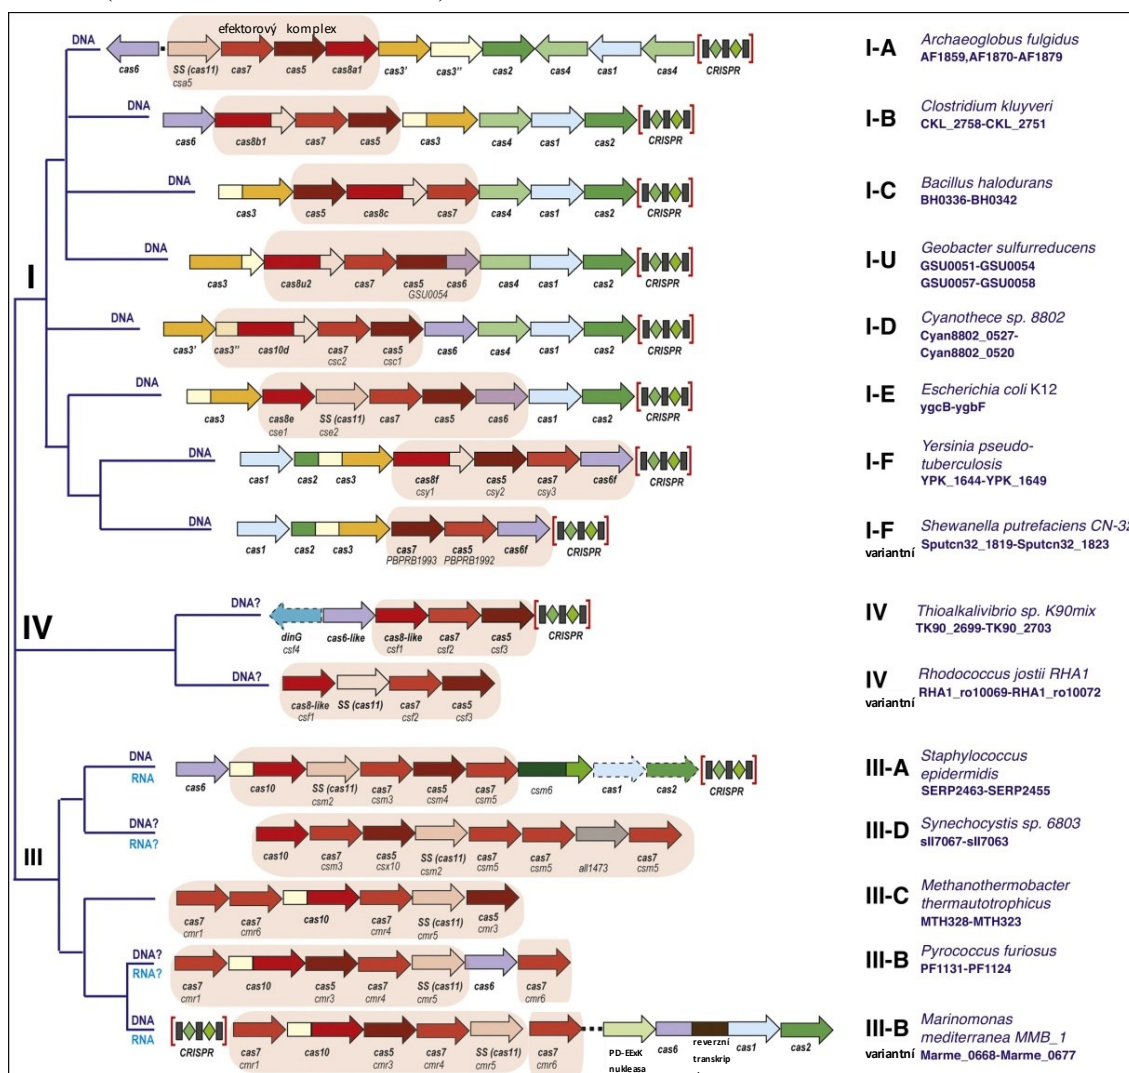 efektorový komplex
DNA
cas6
SS (cas11)
csa5
cas7
cas5
cas8a1
cas3'
cas3''
cas2
cas4
cas1
cas4
CRISPR
I-A
Archaeoglobus fulgidus
AF1859,AF1870-AF1879
DNA
cas6
cas8b1
cas7
cas5
cas3
cas4
cas1
cas2
CRISPR
I-B
Clostridium kluyveri
CKL_2758-CKL_2751
DNA
cas3
cas5
cas8c
cas7
cas4
cas1
cas2
CRISPR
I-C
Bacillus halodurans
BH0336-BH0342
I
DNA
cas3
cas8u2
cas7
cas5
GSU0054
cas6
cas4
cas1
cas2
CRISPR
I-U
Geobacter sulfurreducens
GSU0051-GSU0054
GSU0057-GSU0058
DNA
cas3'
cas3''
cas10d
cas7
csc2
cas5
csc1
cas6
cas4
cas1
cas2
CRISPR
I-D
Cyanothece sp. 8802
Cyan8802_0527-
Cyan8802_0520
DNA
cas3
cas8e
cse1
SS (cas11)
cse2
cas7
cas5
cas6
cas1
cas2
CRISPR
I-E
Escherichia coli K12
ygcB-ygbF
DNA
cas1
cas2
cas3
cas8f
csy1
cas5
csy2
cas7
csy3
cas6f
CRISPR
I-F
Yersinia pseudo-
tuberculosis
YPK_1644-YPK_1649
DNA
cas1
cas2
cas3
cas7
PBPRB1993
cas5
PBPRB1992
cas6f
CRISPR
I-F
variantní
Shewanella putrefaciens CN-32
Sputcn32_1819-Sputcn32_1823
IV
DNA?
dinG
csf4
cas6-like
cas8-like
csf1
cas7
csf2
cas5
csf3
CRISPR
IV
Thioalkalivibrio sp. K90mix
TK90_2699-TK90_2703
DNA?
cas8-like
csf1
SS (cas11)
cas7
csf2
cas5
csf3
IV
variantní
Rhodococcus jostii RHA1
RHA1_ro10069-RHA1_ro10072
III
DNA
RNA
cas6
cas10
SS (cas11)
csm2
cas7
csm3
cas5
csm4
cas7
csm5
csm6
cas1
cas2
CRISPR
III-A
Staphylococcus
epidermidis
SERP2463-SERP2455
DNA?
RNA?
cas10
cas7
csm3
cas5
csx10
SS (cas11)
csm2
cas7
csm5
cas7
csm5
all1473
cas7
csm5
III-D
Synechocystis sp. 6803
sll7067-sll7063
cas7
cmr1
cas7
cmr6
cas10
cas7
cmr4
SS (cas11)
cmr5
cas5
cmr3
III-C
Methanothermobacter
thermautotrophicus
MTH328-MTH323
DNA?
RNA?
cas7
cmr1
cas10
cas5
cmr3
cas7
cmr4
SS (cas11)
cmr5
cas6
cas7
cmr6
III-B
Pyrococcus furiosus
PF1131-PF1124
DNA
RNA
CRISPR
cas7
cmr1
cas10
cas5
cmr3
cas7
cmr4
SS (cas11)
cmr5
cas7
cmr6
PD-EExK
nukleasa
cas6
reverzní
transkrip
cas1
cas2
III-B
variantní
Marinomonas
mediterranea MMB_1
Marme_0668-Marme_0677